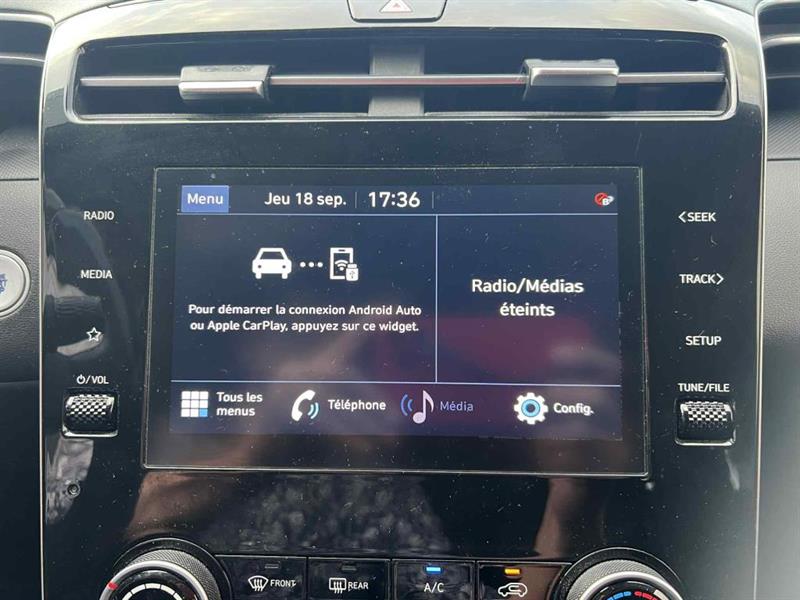 Menu Jeu 18 sep. 17:36 B
RADIO
MEDIA
⏻/VOL
<SEEK
TRACK>
SETUP
TUNE/FILE
Pour démarrer la connexion Android Auto
ou Apple CarPlay, appuyez sur ce widget.
Radio/Médias
éteints
Tous les
menus
Téléphone
Média
Config.
FRONT
REAR
A/C